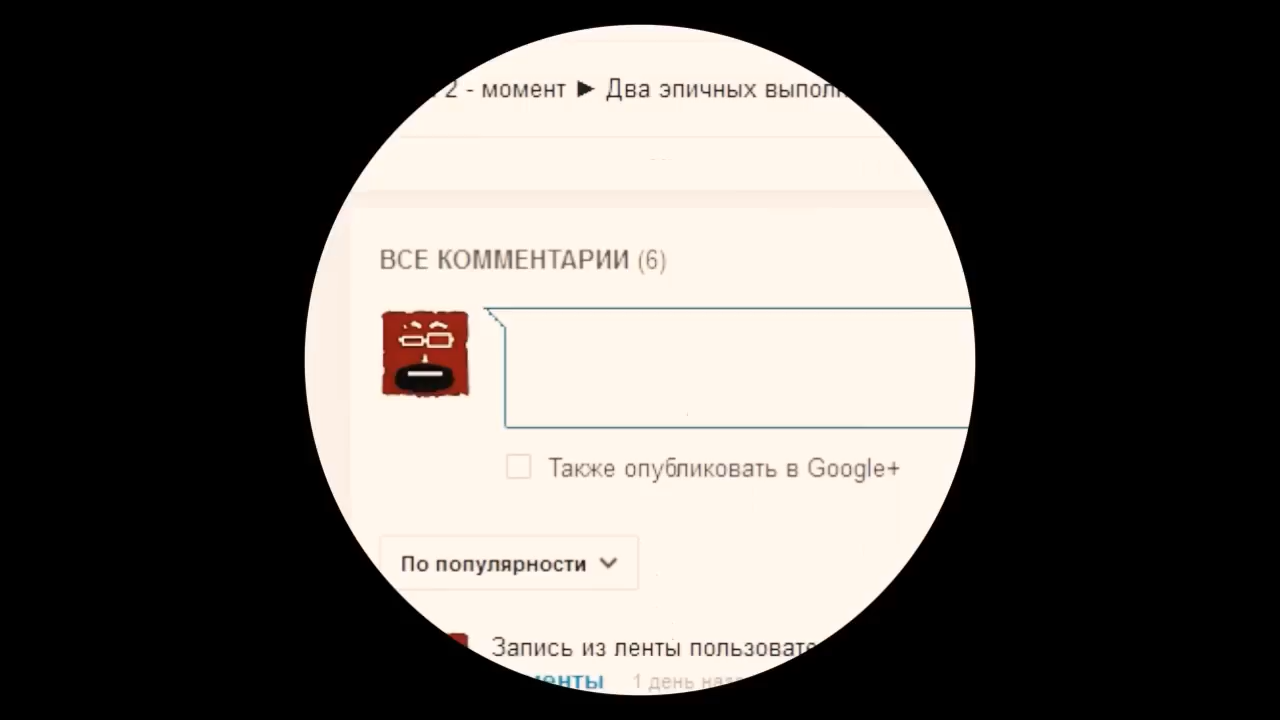 2 - момент ► Два эпичных
ВСЕ КОММЕНТАРИИ (6)
Также опубликовать в Google+
По популярности
Запись из ленты
1 день